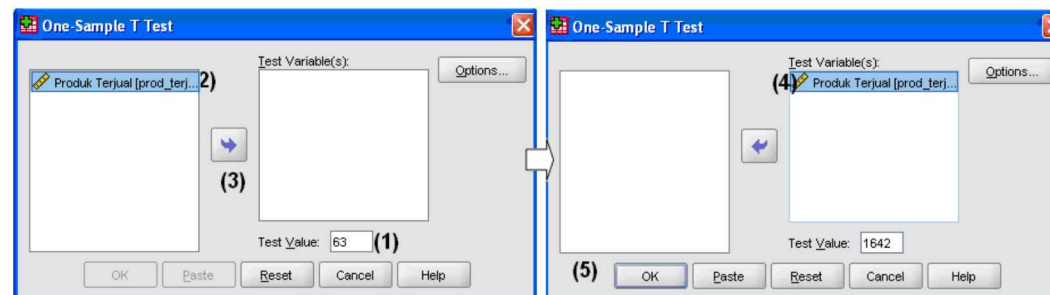 One-Sample T Test
Test Variable(s):
Produk Terjual [prod_terj...
(2)
Options...
(3)
Test Value: 63 (1)
OK Paste Reset Cancel Help
One-Sample T Test
Test Variable(s):
(4) Produk Terjual [prod_terj...
Options...
Test Value: 1642
(5) OK Paste Reset Cancel Help